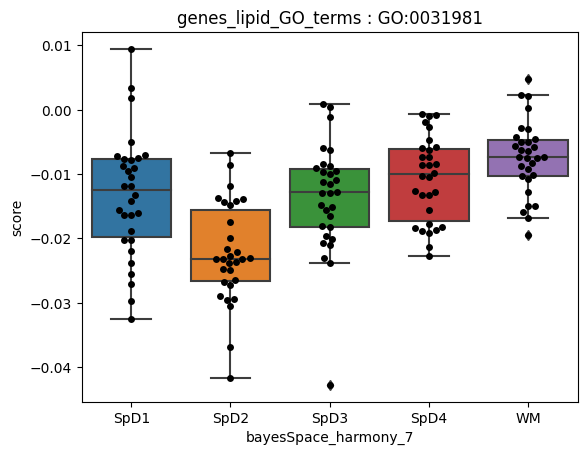 genes_lipid_GO_terms : GO:0031981
0.01
0.00
−0.01
−0.02
−0.03
−0.04
score
SpD1 SpD2 SpD3 SpD4 WM
bayesSpace_harmony_7